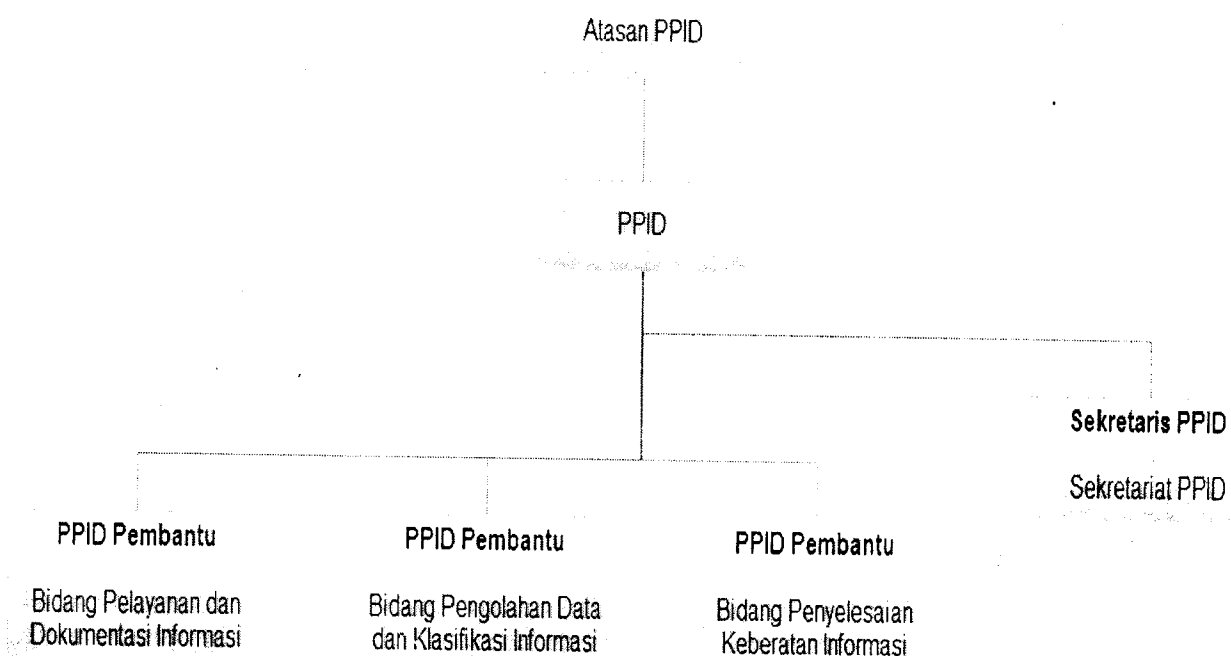 Atasan PPID
PPID
Sekretaris PPID
Sekretariat PPID
PPID Pembantu
Bidang Pelayanan dan
Dokumentasi Informasi
PPID Pembantu
Bidang Pengolahan Data
dan Klasifikasi Informasi
PPID Pembantu
Bidang Penyelesaian
Keberatan Informasi